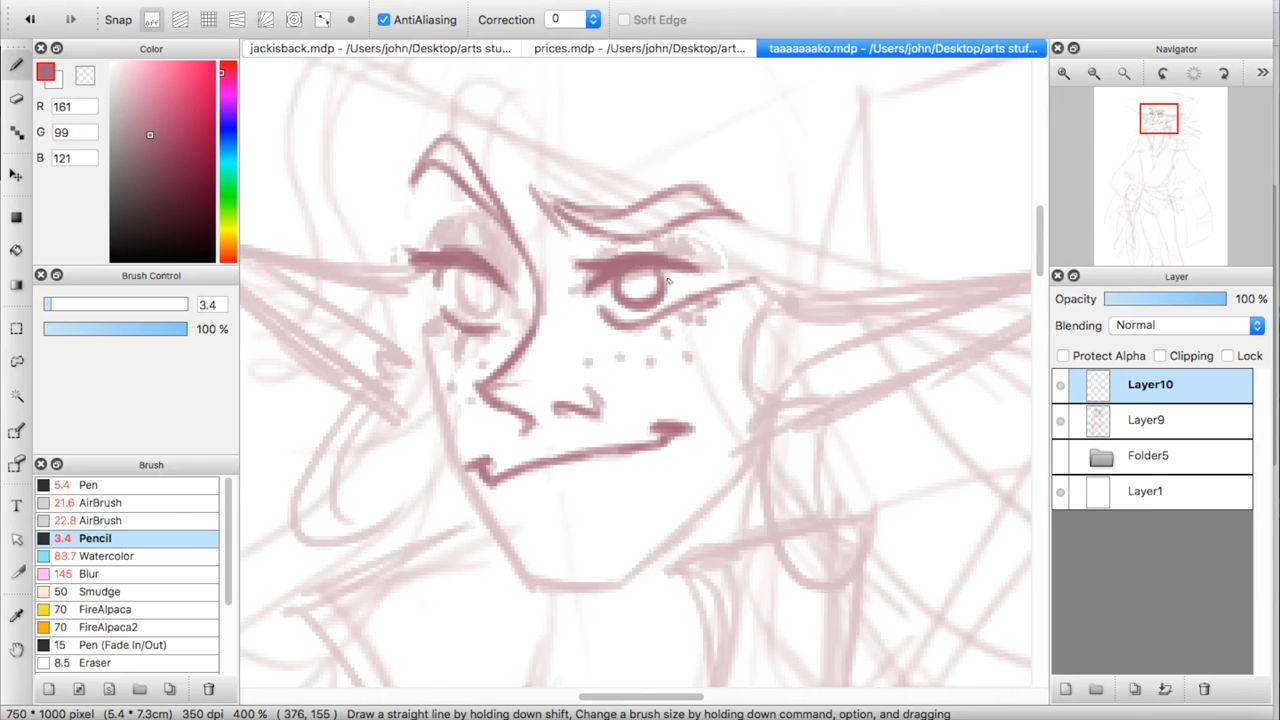 Snap off AntiAliasing Correction 0 Soft Edge
Color
jackisback.mdp - /Users/john/Desktop/arts stu... prices.mdp - /Users/john/Desktop/art... taaaaaaako.mdp - /Users/john/Desktop/arts stuf...
Navigator
R 161
G 99
B 121
Brush Control
3.4
100 %
Layer
Opacity 100 %
Blending Normal
Protect Alpha Clipping Lock
Layer10
Layer9
Folder5
Layer1
Brush
5.4 Pen
21.6 AirBrush
22.8 AirBrush
3.4 Pencil
83.7 Watercolor
145 Blur
50 Smudge
70 FireAlpaca
70 FireAlpaca2
15 Pen (Fade In/Out)
8.5 Eraser
T
750 * 1000 pixel (5.4 * 7.3cm) 350 dpi 400 % ( 376, 155 ) Draw a straight line by holding down shift, Change a brush size by holding down command, option, and dragging